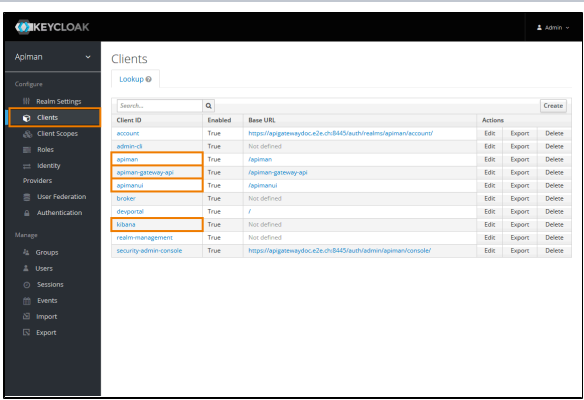 KEYCLOAK
Admin
Apiman
Configure
Realm Settings
Clients
Client Scopes
Roles
Identity
Providers
User Federation
Authentication
Manage
Groups
Users
Sessions
Events
Import
Export
Clients
Lookup
Search...
Create
Client ID Enabled Base URL Actions
account True https://apigatewaydoc.e2e.ch:8445/auth/realms/apiman/account/ Edit Export Delete
admin-cli True Not defined Edit Export Delete
apiman True /apiman Edit Export Delete
apiman-gateway-api True /apiman-gateway-api Edit Export Delete
apimanui True /apimanui Edit Export Delete
broker True Not defined Edit Export Delete
devportal True / Edit Export Delete
kibana True Not defined Edit Export Delete
realm-management True Not defined Edit Export Delete
security-admin-console True https://apigatewaydoc.e2e.ch:8445/auth/admin/apiman/console/ Edit Export Delete